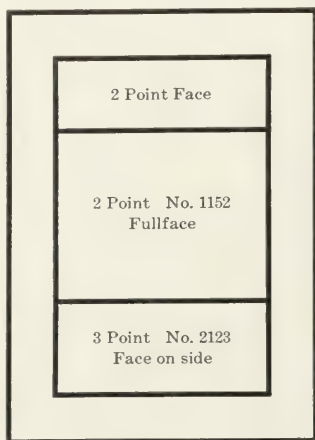 2 Point Face
2 Point No. 1152
Fullface
3 Point No. 2123
Face on side